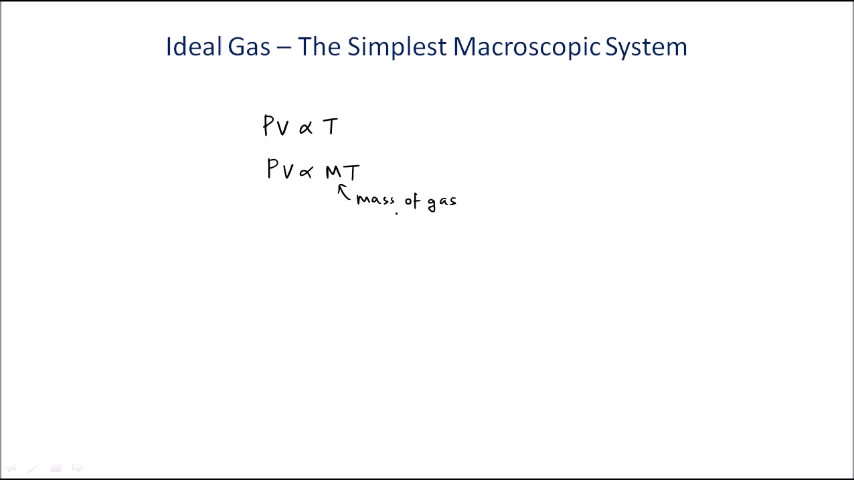 Ideal Gas – The Simplest Macroscopic System
PV ∝ T
PV ∝ MT
mass of gas